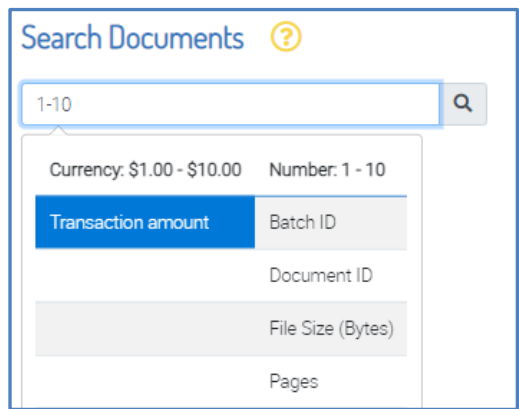 Search Documents ?
1-10
Currency: $1.00 - $10.00 Number: 1 - 10
Transaction amount Batch ID
Document ID
File Size (Bytes)
Pages